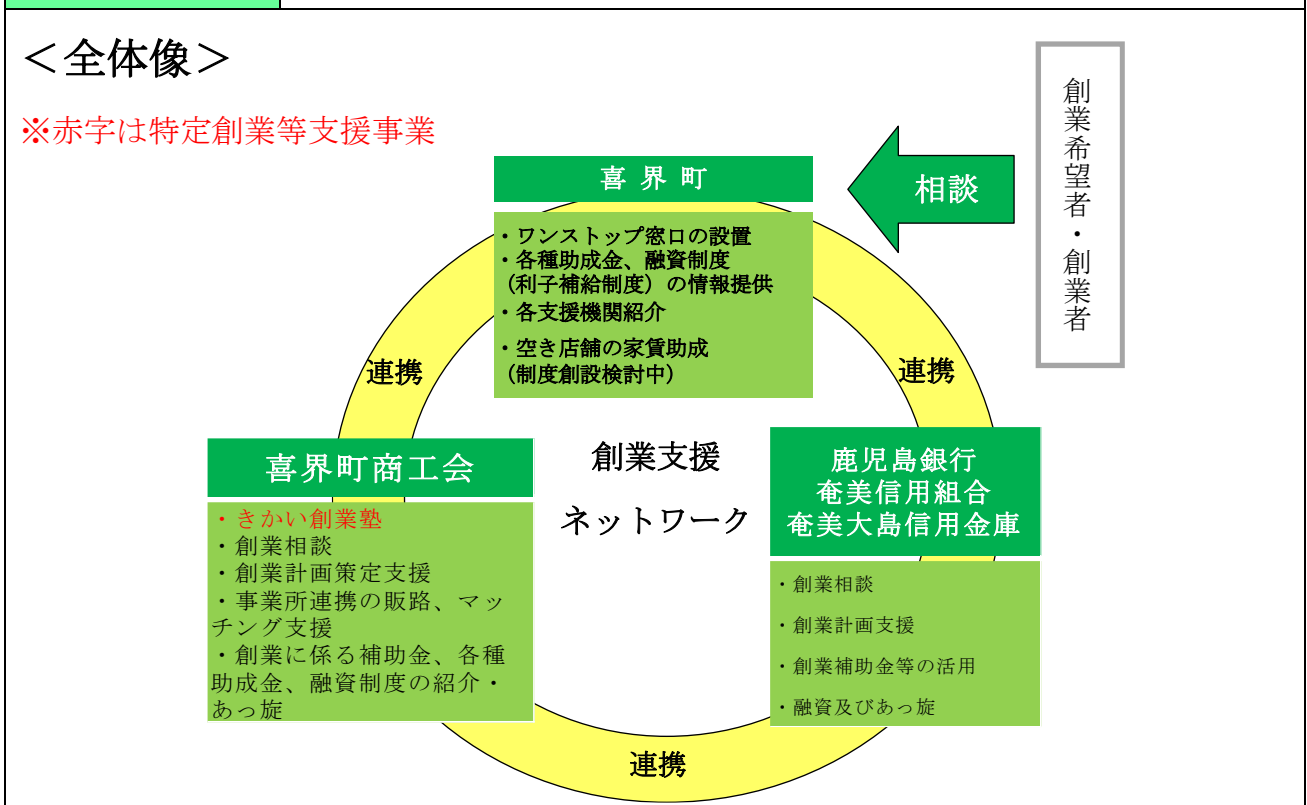 ＜全体像＞
※赤字は特定創業等支援事業
創業希望者・創業者
相談
喜界町
・ワンストップ窓口の設置
・各種助成金、融資制度
（利子補給制度）の情報提供
・各支援機関紹介
・空き店舗の家賃助成
（制度創設検討中）
連携
連携
創業支援
ネットワーク
喜界町商工会
・きかい創業塾
・創業相談
・創業計画策定支援
・事業所連携の販路、マッ
チング支援
・創業に係る補助金、各種
助成金、融資制度の紹介・
あっ旋
鹿児島銀行
奄美信用組合
奄美大島信用金庫
・創業相談
・創業計画支援
・創業補助金等の活用
・融資及びあっ旋
連携